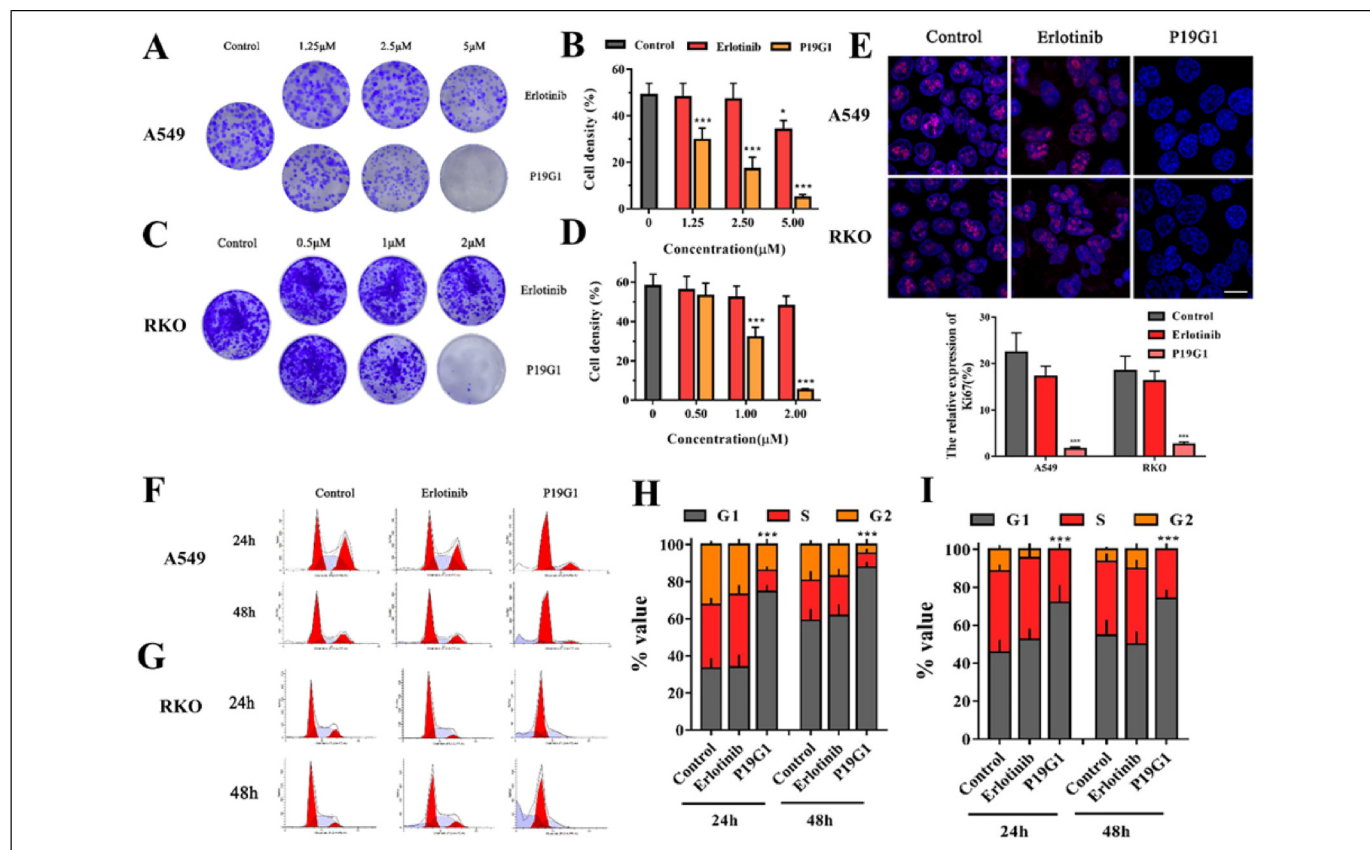 A
Control
1.25μM
2.5μM
5μM
Erlotinib
A549
P19G1
B
Control
Erlotinib
P19G1
Cell density (%)
60
40
20
0
*
***
***
***
0
1.25
2.50
5.00
Concentration(μM)
C
Control
0.5μM
1μM
2μM
Erlotinib
RKO
P19G1
D
Cell density (%)
80
60
40
20
0
***
***
0
0.50
1.00
2.00
Concentration(μM)
E
Control
Erlotinib
P19G1
A549
RKO
Control
Erlotinib
P19G1
The relative expression of
Ki67(%)
30
20
10
0
***
***
A549
RKO
F
Control
Erlotinib
P19G1
A549
24h
48h
G
RKO
24h
48h
H
G1
S
G2
% value
100
80
60
40
20
0
***
***
Control
Erlotinib
P19G1
Control
Erlotinib
P19G1
24h
48h
I
G1
S
G2
% value
100
80
60
40
20
0
***
***
Control
Erlotinib
P19G1
Control
Erlotinib
P19G1
24h
48h